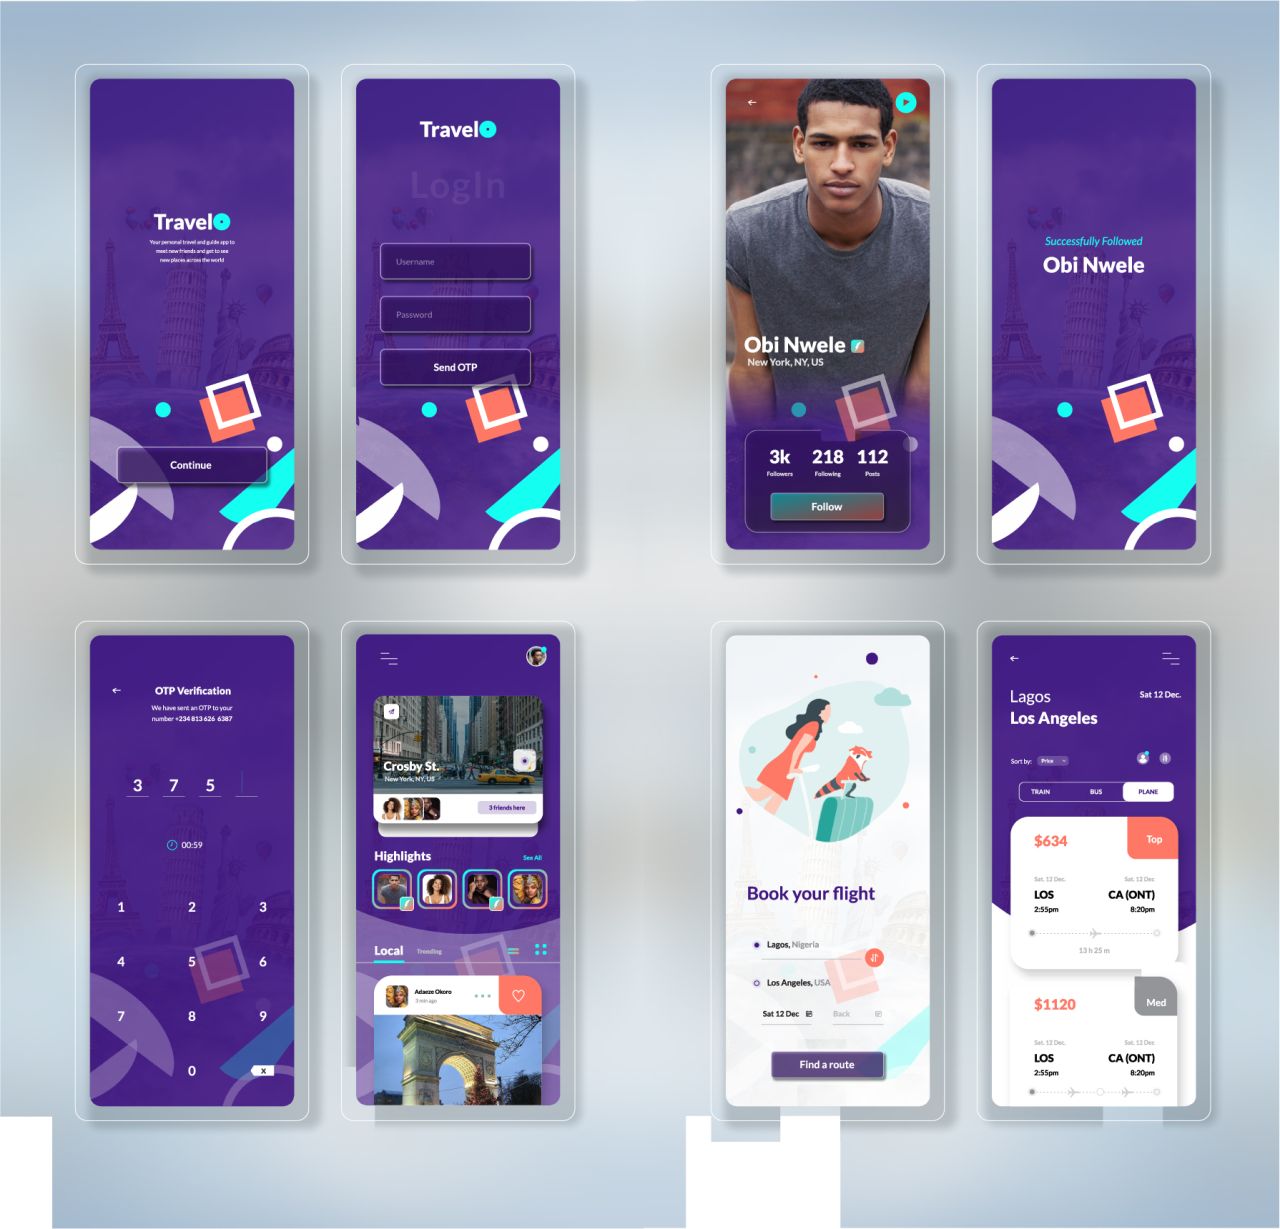 Travel
Your personal travel and guide app to
meet new friends and get to see
new places across the world
Continue
Travel
LogIn
Username
Password
Send OTP
Obi Nwele
New York, NY, US
3k 218 112
Followers Following Posts
Follow
Successfully Followed
Obi Nwele
OTP Verification
We have sent an OTP to your
number +234 813 626 6387
3 7 5
00:59
1 2 3
4 5 6
7 8 9
0 x
Crosby St.
New York, NY, US
3 friends here
Highlights See All
Local Trending
Adaeze Okoro
3 min ago
Book your flight
Lagos, Nigeria
Los Angeles, USA
Sat 12 Dec Back
Find a route
Lagos Sat 12 Dec.
Los Angeles
Sort by: Price
TRAIN BUS PLANE
$634 Top
Sat. 12 Dec. Sat. 12 Dec
LOS CA (ONT)
2:55pm 8:20pm
13 h 25 m
$1120 Med
Sat. 12 Dec. Sat. 12 Dec
LOS CA (ONT)
2:55pm 8:20pm